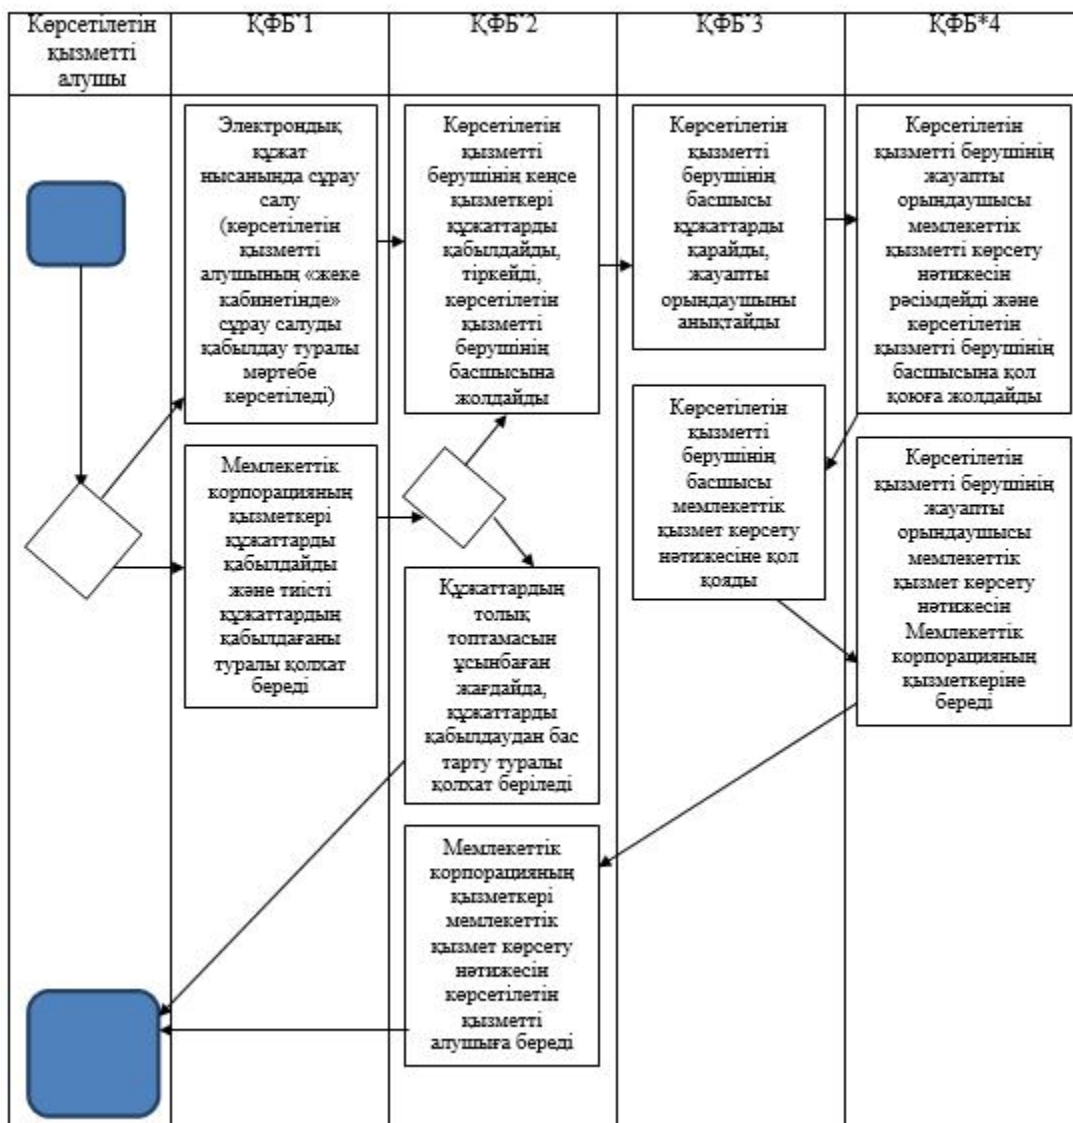 Көрсетілетін
қызметті
алушы
ҚФБ*1
ҚФБ*2
ҚФБ*3
ҚФБ*4
Электрондық
құжат
нысанында сұрау
салу
(көрсетілетін
қызметті
алушының «жеке
кабинетінде»
сұрау салуды
қабылдау туралы
мәртебе
көрсетіледі)
Мемлекеттік
корпорацияның
қызметкері
құжаттарды
қабылдайды
және тиісті
құжаттардың
қабылдағаны
туралы қолхат
береді
Көрсетілетін
қызметті
берушінің кеңсе
қызметкері
құжаттарды
қабылдайды,
тіркейді,
көрсетілетін
қызметті
берушінің
басшысына
жолдайды
Құжаттардың
толық
топтамасын
ұсынбаған
жағдайда,
құжаттарды
қабылдаудан бас
тарту туралы
қолхат беріледі
Мемлекеттік
корпорацияның
қызметкері
мемлекеттік
қызмет көрсету
нәтижесін
көрсетілетін
қызметті
алушыға береді
Көрсетілетін
қызметті
берушінің
басшысы
құжаттарды
қарайды,
жауапты
орындаушыны
анықтайды
Көрсетілетін
қызметті
берушінің
басшысы
мемлекеттік
қызмет көрсету
нәтижесіне қол
қояды
Көрсетілетін
қызметті берушінің
жауапты
орындаушысы
мемлекеттік
қызметті көрсету
нәтижесін
рәсімдейді және
көрсетілетін
қызметті берушінің
басшысына қол
қоюға жолдайды
Көрсетілетін
қызметті берушінің
жауапты
орындаушысы
мемлекеттік
қызмет көрсету
нәтижесін
Мемлекеттік
корпорацияның
қызметкеріне
береді